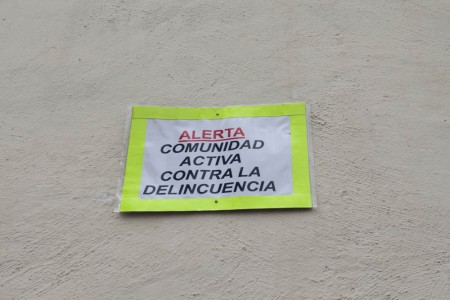 ALERTA
COMUNIDAD
ACTIVA
CONTRA LA
DELINCUENCIA